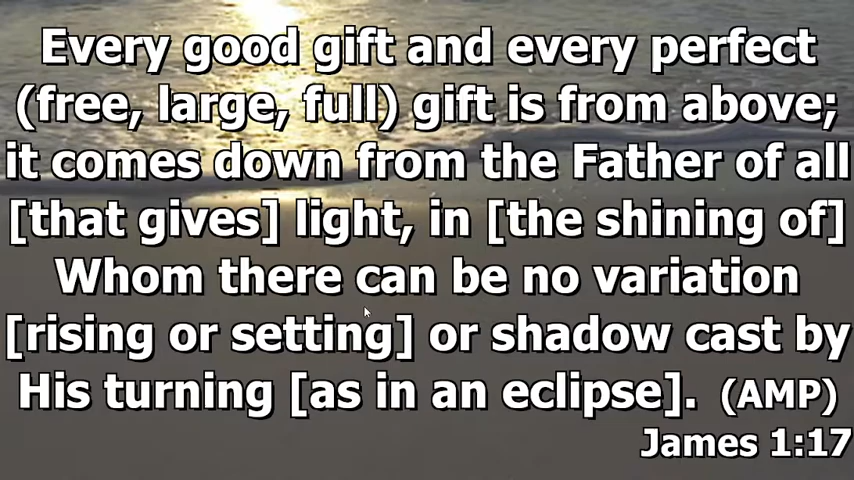 Every good gift and every perfect
(free, large, full) gift is from above;
it comes down from the Father of all
[that gives] light, in [the shining of]
Whom there can be no variation
[rising or setting] or shadow cast by
His turning [as in an eclipse]. (AMP)
James 1:17